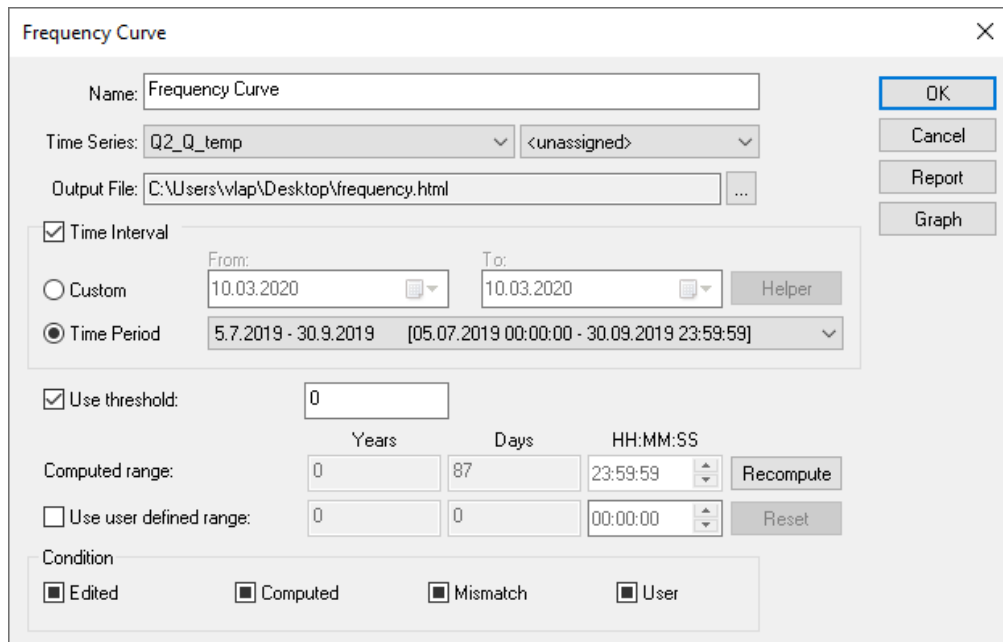 Frequency Curve
Name: Frequency Curve
OK
Time Series: Q2_Q_temp <unassigned>
Cancel
Output File: C:\Users\vlap\Desktop\frequency.html ...
Report
Graph
Time Interval
From: To:
Custom 10.03.2020 10.03.2020 Helper
Time Period 5.7.2019 - 30.9.2019 [05.07.2019 00:00:00 - 30.09.2019 23:59:59]
Use threshold: 0
Years Days HH:MM:SS
Computed range: 0 87 23:59:59 Recompute
Use user defined range: 0 0 00:00:00 Reset
Condition
Edited Computed Mismatch User